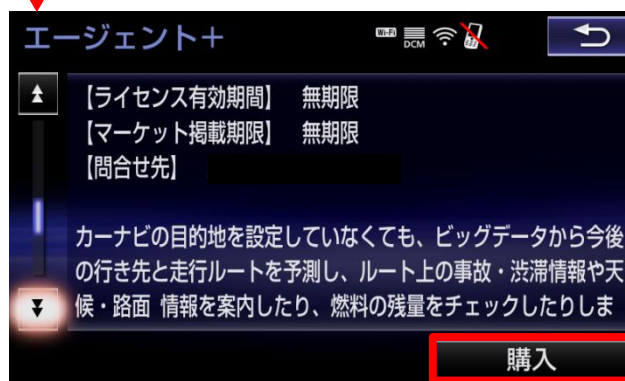 エージェント＋
Wi-Fi DCM
【ライセンス有効期間】　無期限
【マーケット掲載期限】　無期限
【問合せ先】
カーナビの目的地を設定していなくても、ビッグデータから今後
の行き先と走行ルートを予測し、ルート上の事故・渋滞情報や天
候・路面 情報を案内したり、燃料の残量をチェックしたりしま
購入